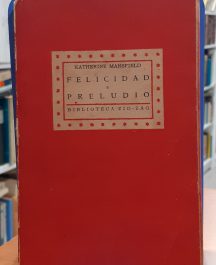 KATHERINE MANSFIELD
FELICIDAD
Y
PRELUDIO
BIBLIOTECA ZIG-ZAG